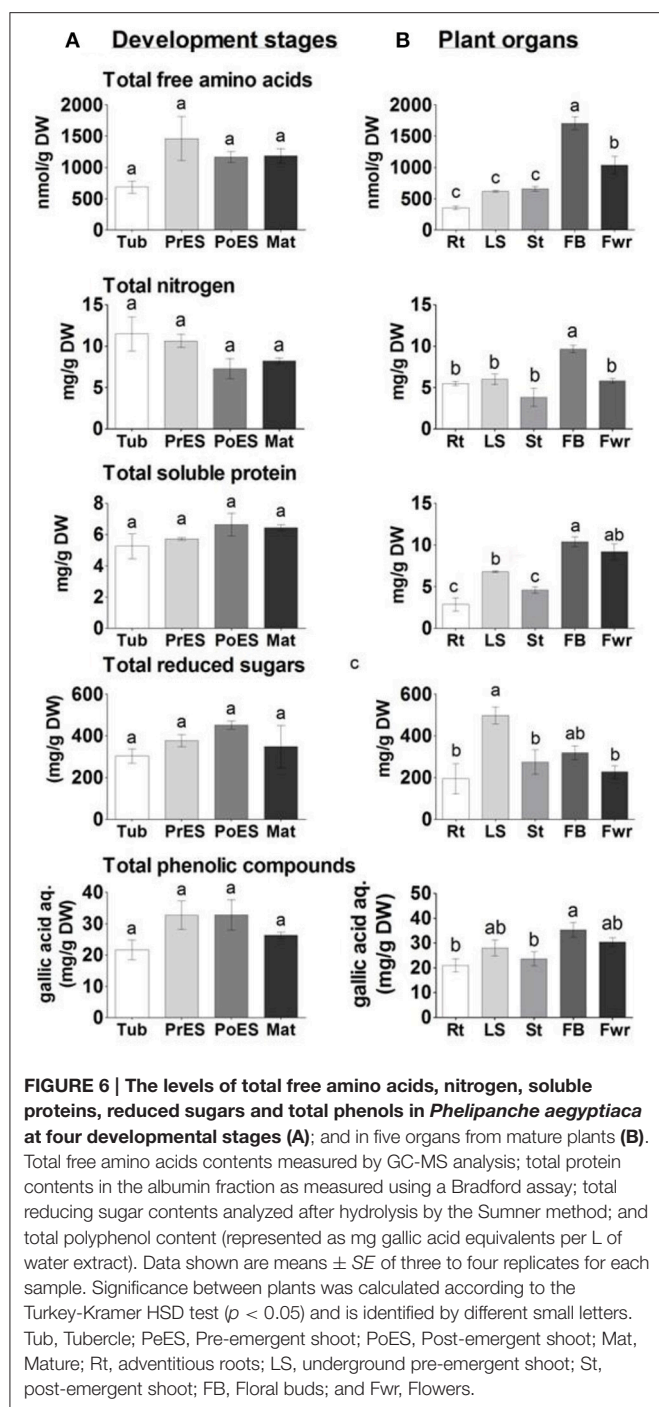 A Development stages B Plant organs
Total free amino acids
nmol/g DW
2000
1500
1000
500
0
a a a a
Tub PrES PoES Mat
nmol/g DW
2000
1500
1000
500
0
c c c a b
Rt LS St FB Fwr
Total nitrogen
mg/g DW
15
10
5
0
a a a a
Tub PrES PoES Mat
mg/g DW
15
10
5
0
b b b a b
Rt LS St FB Fwr
Total soluble protein
mg/g DW
8
6
4
2
0
a a a a
Tub PrES PoES Mat
mg/g DW
15
10
5
0
c b c a ab
Rt LS St FB Fwr
Total reduced sugars
(mg/g DW)
600
400
200
0
a a a a
Tub PrES PoES Mat
c
mg/g DW
600
400
200
0
b a b ab b
Rt LS St FB Fwr
Total phenolic compounds
gallic acid aq.
(mg/g DW)
40
30
20
10
0
a a a a
Tub PrES PoES Mat
gallic acid aq.
(mg/g DW)
50
40
30
20
10
0
b ab b a ab
Rt LS St FB Fwr
FIGURE 6 | The levels of total free amino acids, nitrogen, soluble
proteins, reduced sugars and total phenols in Phelipanche aegyptiaca
at four developmental stages (A); and in five organs from mature plants (B).
Total free amino acids contents measured by GC-MS analysis; total protein
contents in the albumin fraction as measured using a Bradford assay; total
reducing sugar contents analyzed after hydrolysis by the Sumner method; and
total polyphenol content (represented as mg gallic acid equivalents per L of
water extract). Data shown are means ± SE of three to four replicates for each
sample. Significance between plants was calculated according to the
Turkey-Kramer HSD test (p < 0.05) and is identified by different small letters.
Tub, Tubercle; PeES, Pre-emergent shoot; PoES, Post-emergent shoot; Mat,
Mature; Rt, adventitious roots; LS, underground pre-emergent shoot; St,
post-emergent shoot; FB, Floral buds; and Fwr, Flowers.